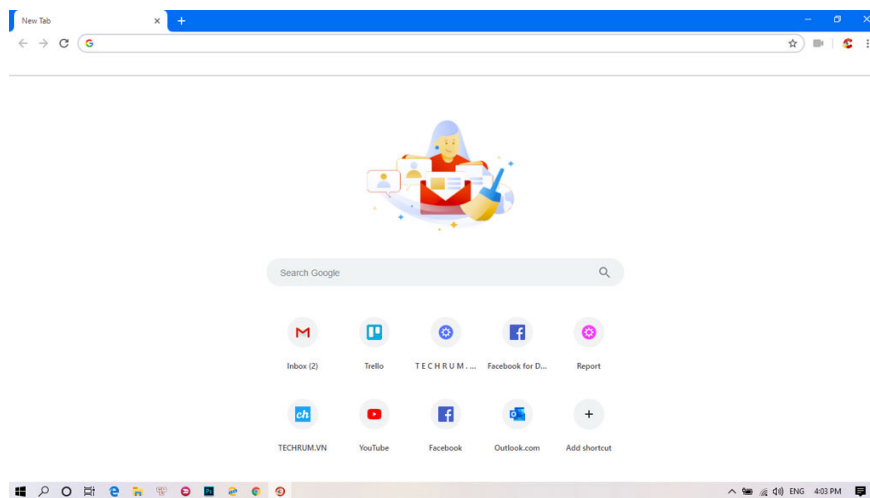 New Tab
Search Google
Inbox (2)
Trello
T E C H R U M . ...
Facebook for D...
Report
ch
TECHRUM.VN
YouTube
Facebook
Outlook.com
Add shortcut
ENG
4:03 PM